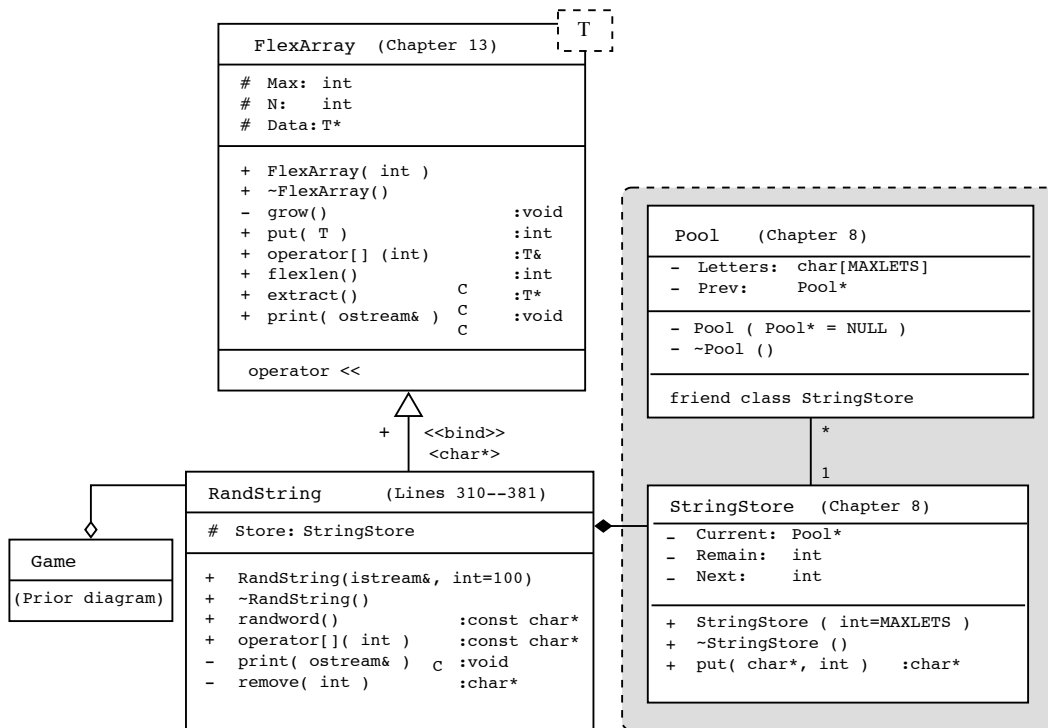 T
FlexArray (Chapter 13)
# Max: int
# N: int
# Data: T*
+ FlexArray( int )
+ ~FlexArray()
- grow() :void
+ put( T ) :int
+ operator[] (int) :T&
+ flexlen() :int
+ extract() C :T*
+ print( ostream& ) C :void
C
operator <<
+ <<bind>>
<char*>
RandString (Lines 310--381)
# Store: StringStore
+ RandString(istream&, int=100)
+ ~RandString()
+ randword() :const char*
+ operator[]( int ) :const char*
- print( ostream& ) C :void
- remove( int ) :char*
Game
(Prior diagram)
Pool (Chapter 8)
- Letters: char[MAXLETS]
- Prev: Pool*
- Pool ( Pool* = NULL )
- ~Pool ()
friend class StringStore
*
1
StringStore (Chapter 8)
- Current: Pool*
- Remain: int
- Next: int
+ StringStore ( int=MAXLETS )
+ ~StringStore ()
+ put( char*, int ) :char*